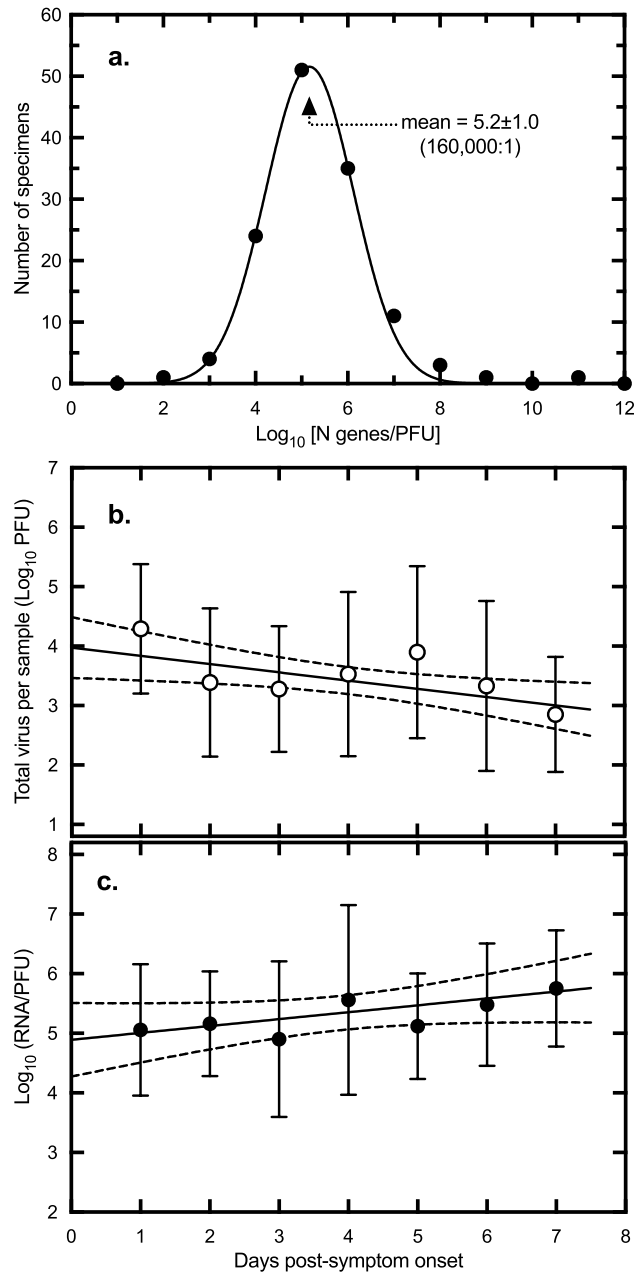 a.
60
50
40
30
20
10
0
Number of specimens
mean = 5.2±1.0
(160,000:1)
0 2 4 6 8 10 12
Log10 [N genes/PFU]
b.
7
6
5
4
3
2
1
Total virus per sample (Log10 PFU)
c.
8
7
6
5
4
3
2
Log10 (RNA/PFU)
0 1 2 3 4 5 6 7 8
Days post-symptom onset